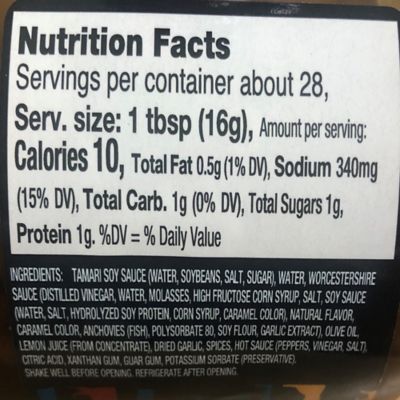 Nutrition Facts
Servings per container about 28,
Serv. size: 1 tbsp (16g), Amount per serving:
Calories 10, Total Fat 0.5g (1% DV), Sodium 340mg
(15% DV), Total Carb. 1g (0% DV), Total Sugars 1g,
Protein 1g. %DV = % Daily Value
INGREDIENTS: TAMARI SOY SAUCE (WATER, SOYBEANS, SALT, SUGAR), WATER, WORCESTERSHIRE
SAUCE (DISTILLED VINEGAR, WATER, MOLASSES, HIGH FRUCTOSE CORN SYRUP, SALT, SOY SAUCE
(WATER, SALT, HYDROLYZED SOY PROTEIN, CORN SYRUP, CARAMEL COLOR), NATURAL FLAVOR,
CARAMEL COLOR, ANCHOVIES (FISH), POLYSORBATE 80, SOY FLOUR, GARLIC EXTRACT), OLIVE OIL,
LEMON JUICE (FROM CONCENTRATE), DRIED GARLIC, SPICES, HOT SAUCE (PEPPERS, VINEGAR, SALT),
CITRIC ACID, XANTHAN GUM, GUAR GUM, POTASSIUM SORBATE (PRESERVATIVE).
SHAKE WELL BEFORE OPENING. REFRIGERATE AFTER OPENING.